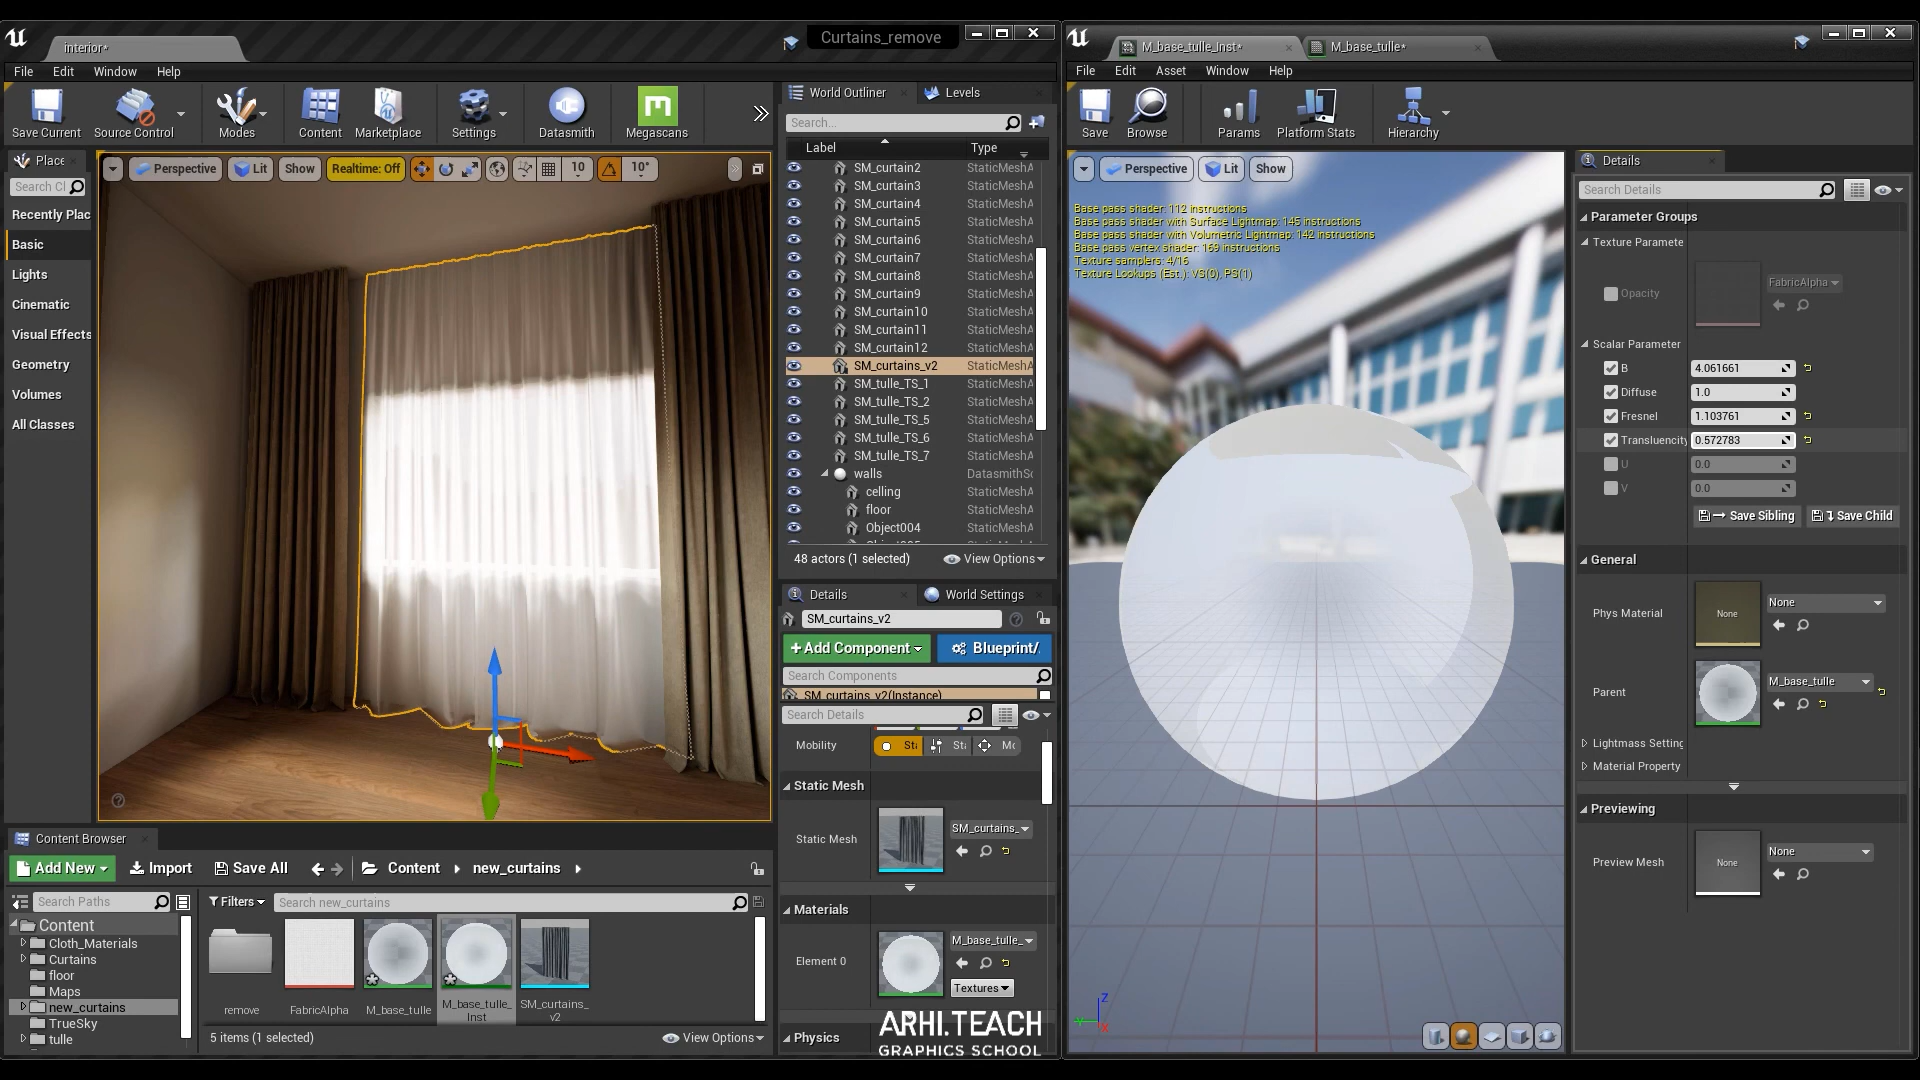 interior*
Curtains_remove
File Edit Window Help
Save Current
Source Control
Modes
Content
Marketplace
Settings
Datasmith
Megascans
Place
Search Cl
Recently Plac
Basic
Lights
Cinematic
Visual Effects
Geometry
Volumes
All Classes
Perspective Lit Show Realtime: Off 10 10°
World Outliner Levels
Search...
Label Type
SM_curtain2 StaticMeshA
SM_curtain3 StaticMeshA
SM_curtain4 StaticMeshA
SM_curtain5 StaticMeshA
SM_curtain6 StaticMeshA
SM_curtain7 StaticMeshA
SM_curtain8 StaticMeshA
SM_curtain9 StaticMeshA
SM_curtain10 StaticMeshA
SM_curtain11 StaticMeshA
SM_curtain12 StaticMeshA
SM_curtains_v2 StaticMeshA
SM_tulle_TS_1 StaticMeshA
SM_tulle_TS_2 StaticMeshA
SM_tulle_TS_5 StaticMeshA
SM_tulle_TS_6 StaticMeshA
SM_tulle_TS_7 StaticMeshA
walls DatasmithSc
celling StaticMeshA
floor StaticMeshA
Object004 StaticMeshA
48 actors (1 selected) View Options
Details World Settings
SM_curtains_v2
+Add Component Blueprint/
Search Components
SM_curtains_v2(Instance)
Search Details
Mobility St St Mo
Static Mesh
Static Mesh SM_curtains_
Materials
Element 0 M_base_tulle_
Textures
Physics
ARHI.TEACH
GRAPHICS SCHOOL
Content Browser
Add New Import Save All Content new_curtains
Search Paths
Filters Search new_curtains
Content
Cloth_Materials
Curtains
floor
Maps
new_curtains
TrueSky
tulle
remove
FabricAlpha
M_base_tulle
M_base_tulle_
Inst
SM_curtains_
v2
5 items (1 selected) View Options
M_base_tulle_Inst* M_base_tulle*
File Edit Asset Window Help
Save
Browse
Params
Platform Stats
Hierarchy
Perspective Lit Show
Base pass shader: 112 instructions
Base pass shader with Surface Lightmap: 145 instructions
Base pass shader with Volumetric Lightmap: 142 instructions
Base pass vertex shader: 169 instructions
Texture samplers: 4/16
Texture Lookups (Est.): VS(0), PS(1)
Z
X
Details
Search Details
Parameter Groups
Texture Paramete
Opacity FabricAlpha
Scalar Parameter
B 4.061661
Diffuse 1.0
Fresnel 1.103761
Transluencity 0.572783
U 0.0
V 0.0
Save Sibling Save Child
General
Phys Material None None
Parent M_base_tulle
Lightmass Setting
Material Property
Previewing
Preview Mesh None None